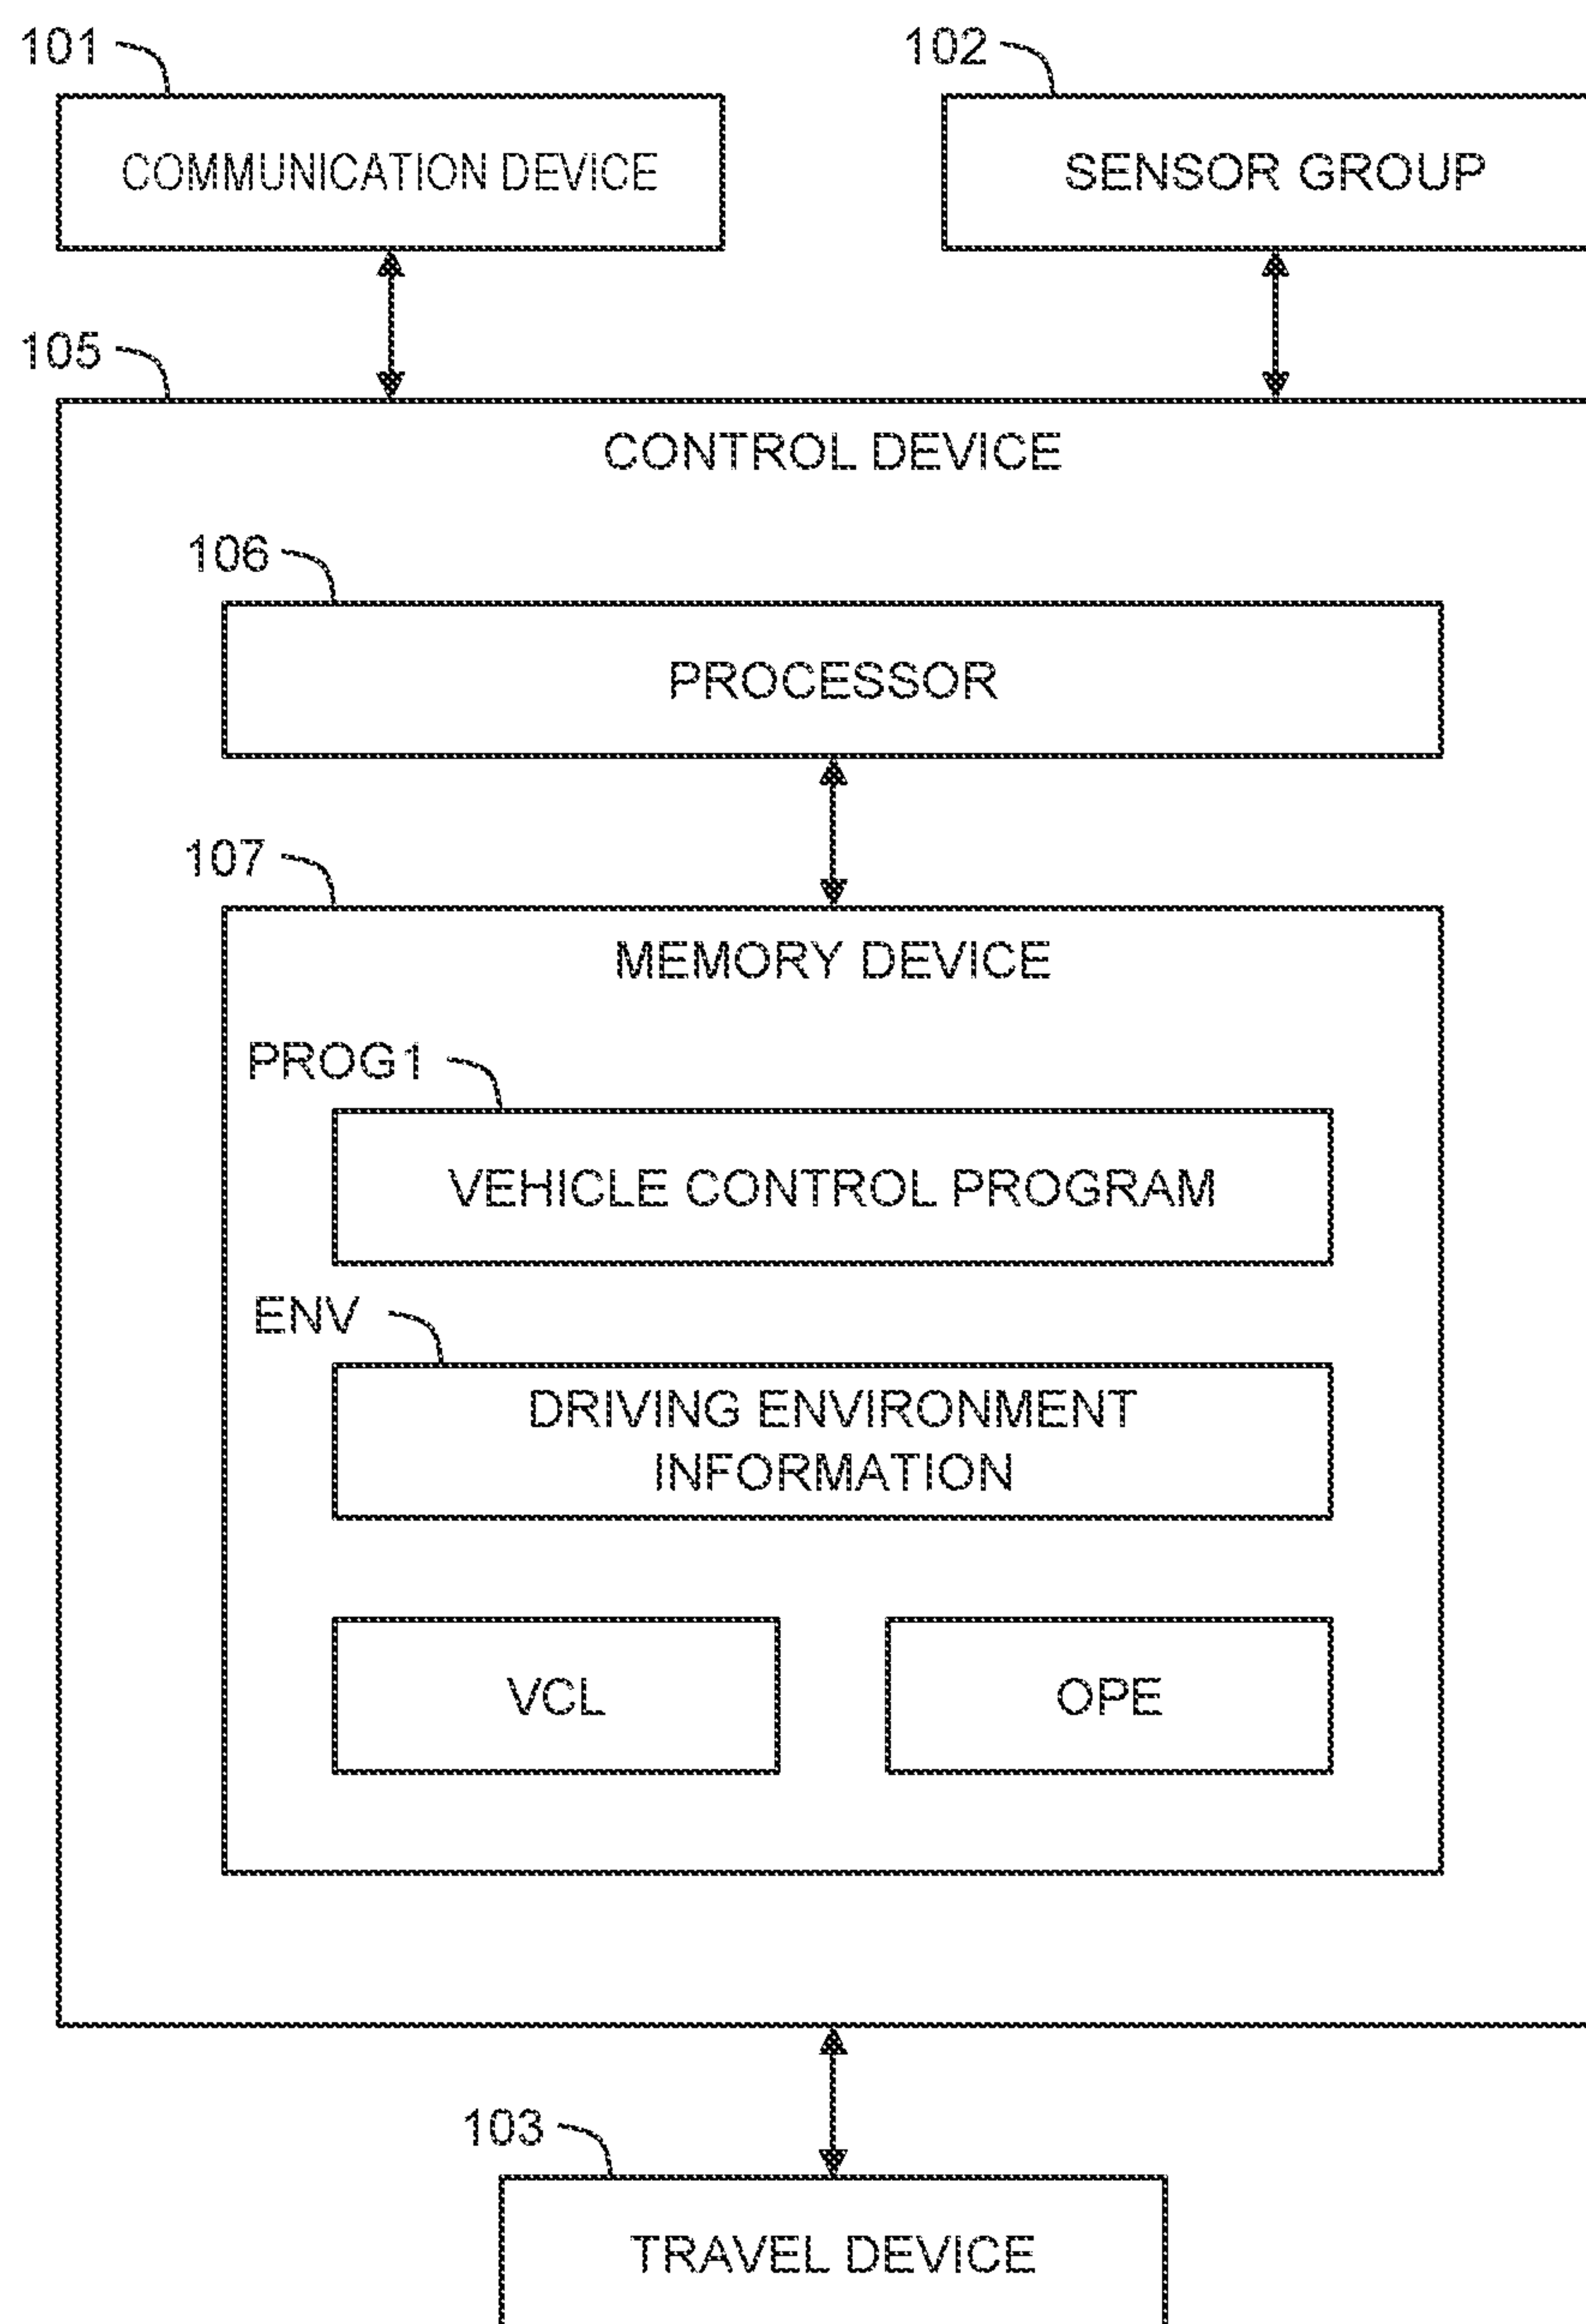 101
102
COMMUNICATION DEVICE
SENSOR GROUP
105
CONTROL DEVICE
106
PROCESSOR
107
MEMORY DEVICE
PROG1
VEHICLE CONTROL PROGRAM
ENV
DRIVING ENVIRONMENT
INFORMATION
VCL
OPE
103
TRAVEL DEVICE